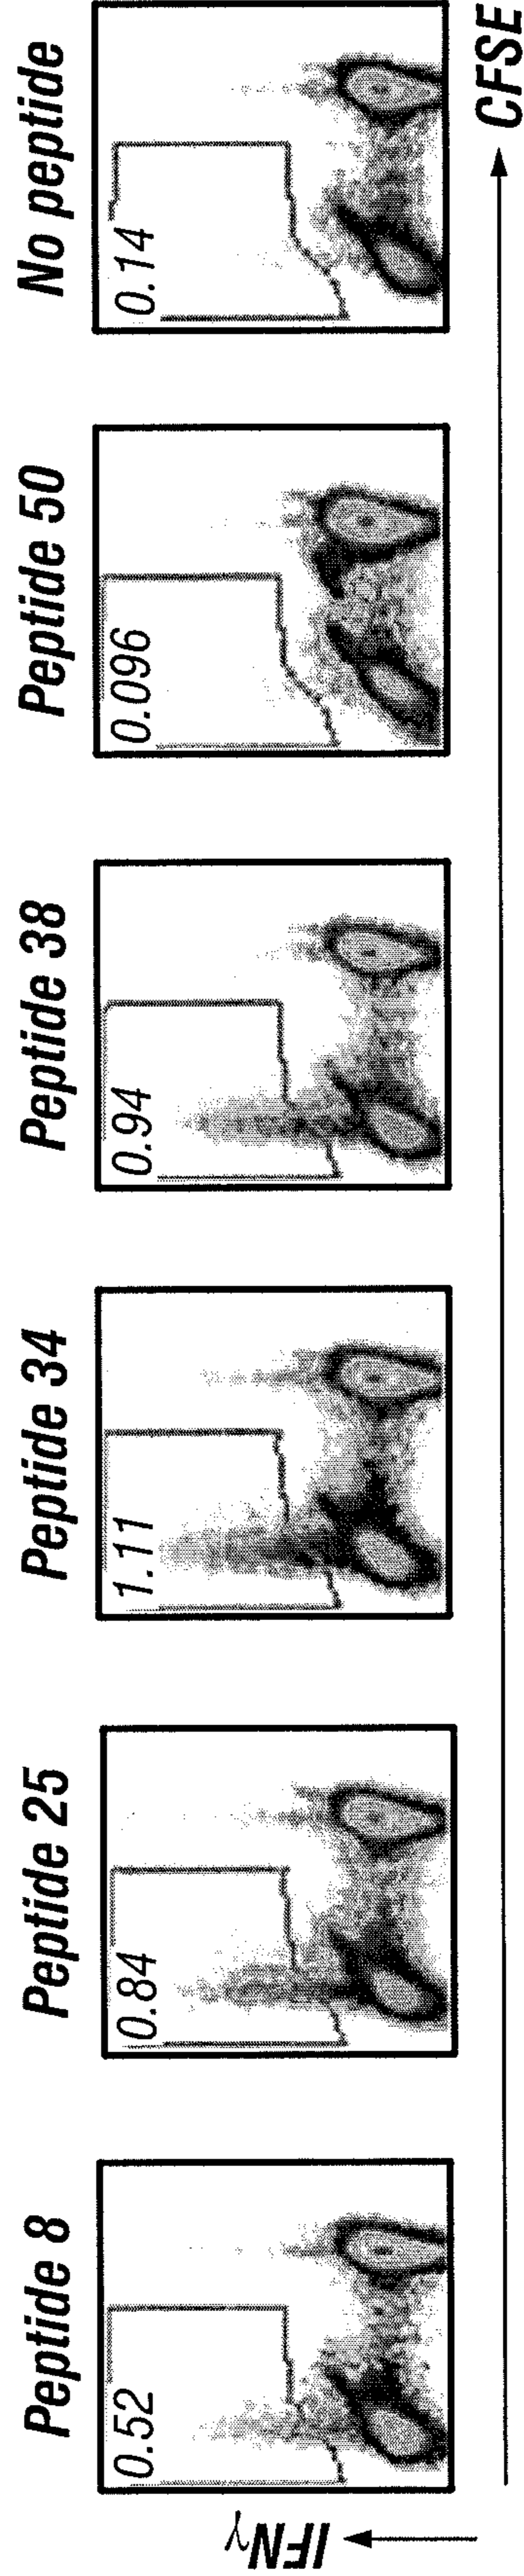 Peptide 8
Peptide 25
Peptide 34
Peptide 38
Peptide 50
No peptide
0.52
0.84
1.11
0.94
0.096
0.14
IFNγ
CFSE